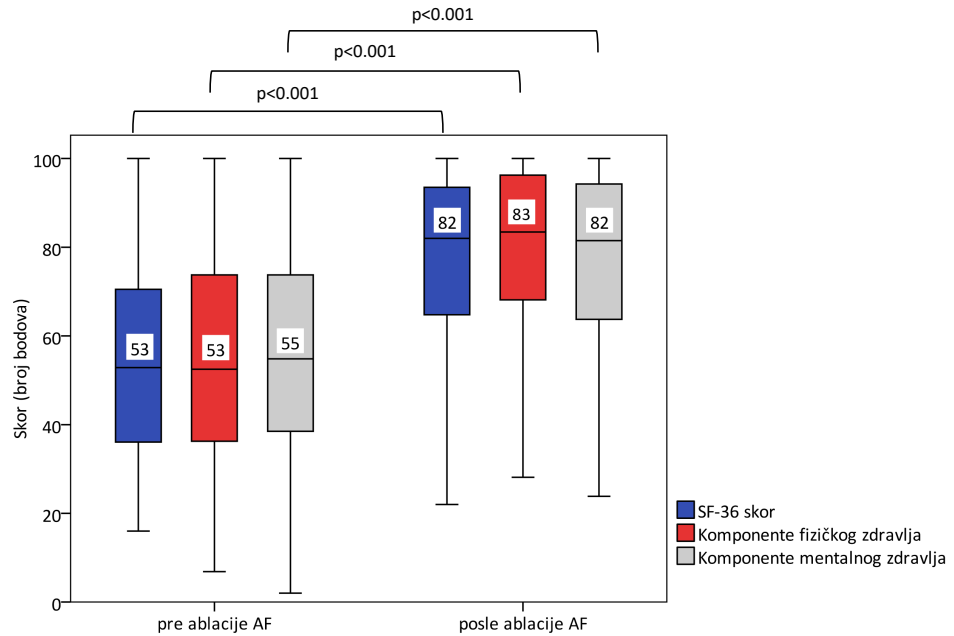 p<0.001
p<0.001
p<0.001
100
80
60
40
20
0
Skor (broj bodova)
53
53
55
82
83
82
pre ablacije AF
posle ablacije AF
SF-36 skor
Komponente fizičkog zdravlja
Komponente mentalnog zdravlja